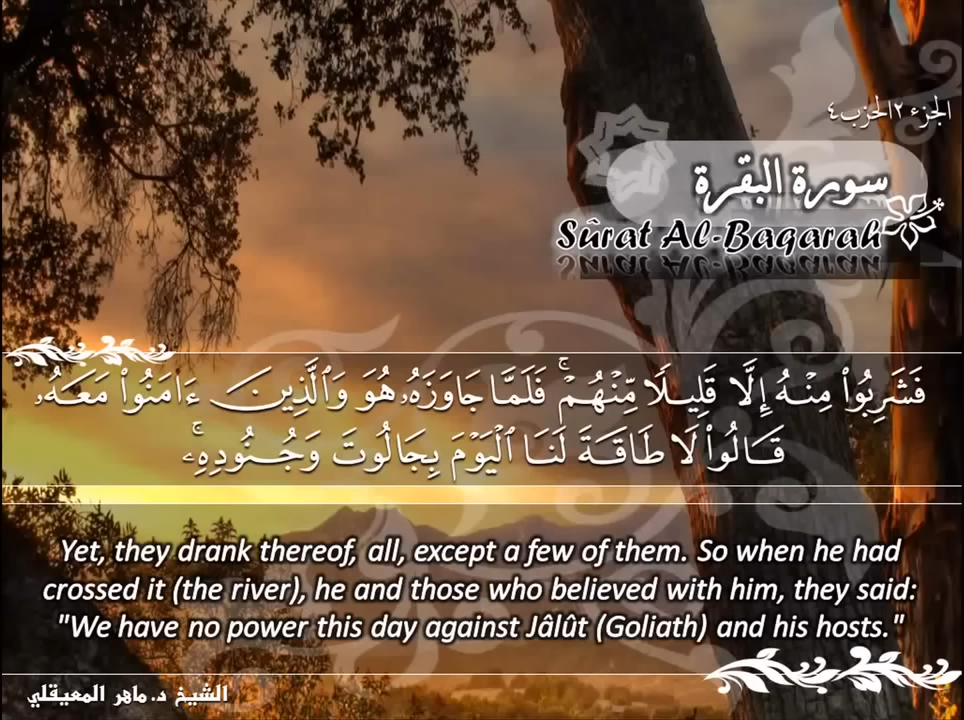 الجزء ٢ الحزب ٤
سورة البقرة
Sûrat Al-Baqarah
فَشَرِبُوا۟ مِنْهُ إِلَّا قَلِيلًا مِّنْهُمْ ۚ فَلَمَّا جَاوَزَهُۥ هُوَ وَٱلَّذِينَ ءَامَنُوا۟ مَعَهُۥ
قَالُوا۟ لَا طَاقَةَ لَنَا ٱلْيَوْمَ بِجَالُوتَ وَجُنُودِهِۦ ۚ
Yet, they drank thereof, all, except a few of them. So when he had
crossed it (the river), he and those who believed with him, they said:
"We have no power this day against Jâlût (Goliath) and his hosts."
الشيخ د. ماهر المعيقلي